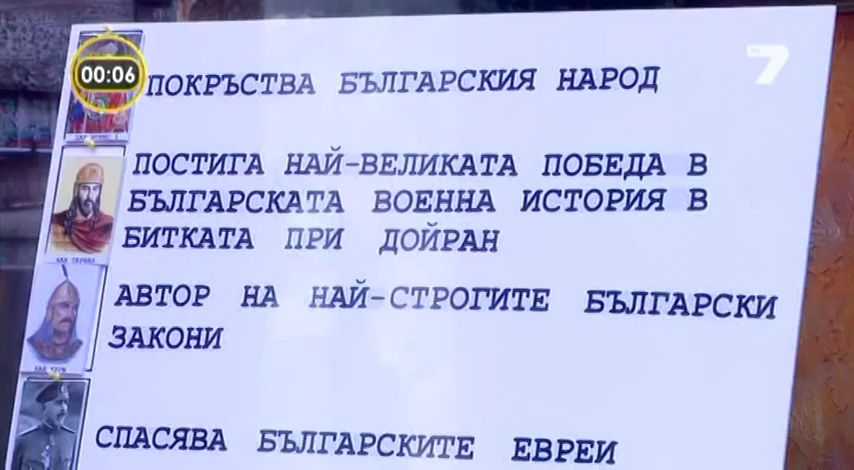 00:06
7
ПОКРЪСТВА БЪЛГАРСКИЯ НАРОД
ПОСТИГА НАЙ-ВЕЛИКАТА ПОБЕДА В
БЪЛГАРСКАТА ВОЕННА ИСТОРИЯ В
БИТКАТА ПРИ ДОЙРАН
АВТОР НА НАЙ-СТРОГИТЕ БЪЛГАРСКИ
ЗАКОНИ
СПАСЯВА БЪЛГАРСКИТЕ ЕВРЕИ